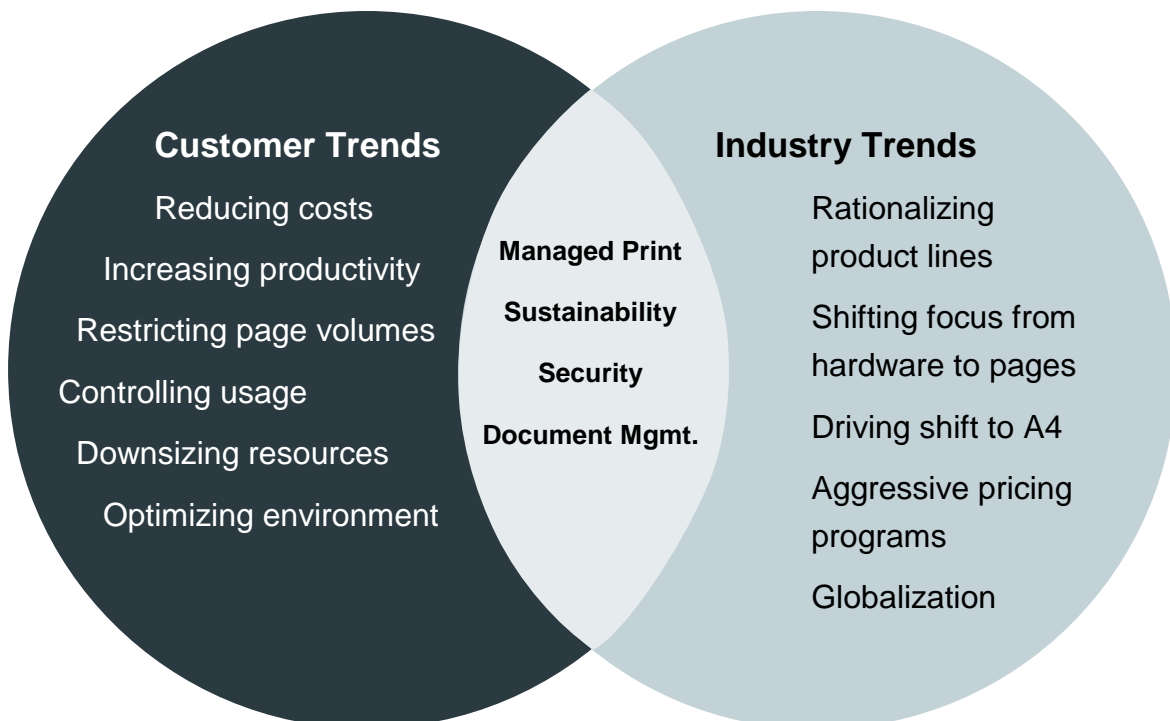 Customer Trends
Reducing costs
Increasing productivity
Restricting page volumes
Controlling usage
Downsizing resources
Optimizing environment
Managed Print
Sustainability
Security
Document Mgmt.
Industry Trends
Rationalizing
product lines
Shifting focus from
hardware to pages
Driving shift to A4
Aggressive pricing
programs
Globalization